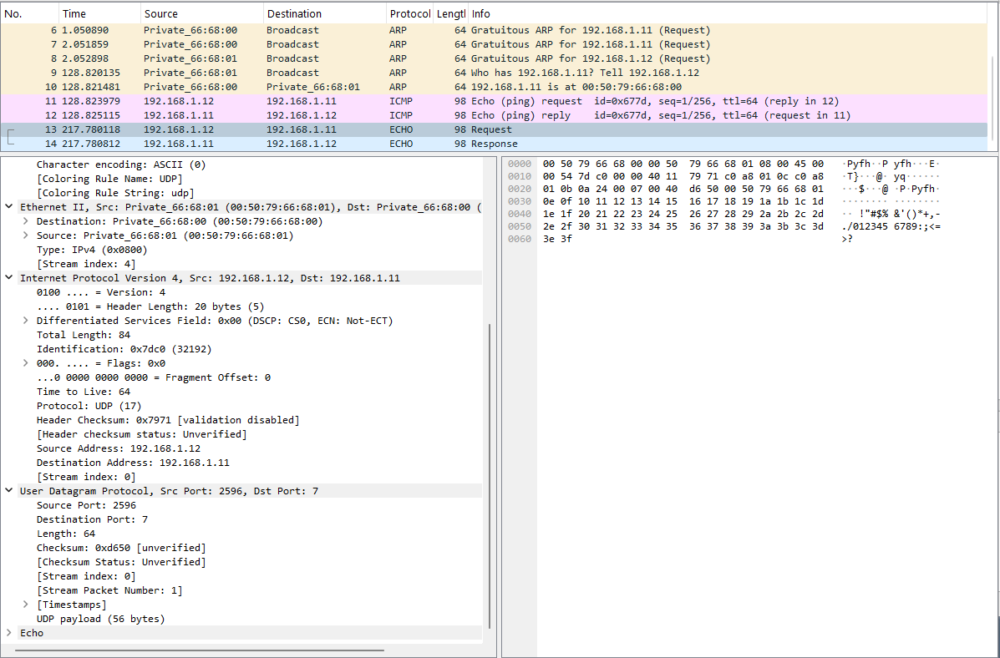 No. Time Source Destination Protocol Lengtl Info
6 1.050890 Private_66:68:00 Broadcast ARP 64 Gratuitous ARP for 192.168.1.11 (Request)
7 2.051859 Private_66:68:00 Broadcast ARP 64 Gratuitous ARP for 192.168.1.11 (Request)
8 2.052898 Private_66:68:01 Broadcast ARP 64 Gratuitous ARP for 192.168.1.12 (Request)
9 128.820135 Private_66:68:01 Broadcast ARP 64 Who has 192.168.1.11? Tell 192.168.1.12
10 128.821481 Private_66:68:00 Private_66:68:01 ARP 64 192.168.1.11 is at 00:50:79:66:68:00
11 128.823979 192.168.1.12 192.168.1.11 ICMP 98 Echo (ping) request id=0x677d, seq=1/256, ttl=64 (reply in 12)
12 128.825115 192.168.1.11 192.168.1.12 ICMP 98 Echo (ping) reply id=0x677d, seq=1/256, ttl=64 (request in 11)
13 217.780118 192.168.1.12 192.168.1.11 ECHO 98 Request
14 217.780812 192.168.1.11 192.168.1.12 ECHO 98 Response
Character encoding: ASCII (0)
[Coloring Rule Name: UDP]
[Coloring Rule String: udp]
Ethernet II, Src: Private_66:68:01 (00:50:79:66:68:01), Dst: Private_66:68:00 (
Destination: Private_66:68:00 (00:50:79:66:68:00)
Source: Private_66:68:01 (00:50:79:66:68:01)
Type: IPv4 (0x0800)
[Stream index: 4]
Internet Protocol Version 4, Src: 192.168.1.12, Dst: 192.168.1.11
0100 .... = Version: 4
.... 0101 = Header Length: 20 bytes (5)
Differentiated Services Field: 0x00 (DSCP: CS0, ECN: Not-ECT)
Total Length: 84
Identification: 0x7dc0 (32192)
000. .... = Flags: 0x0
...0 0000 0000 0000 = Fragment Offset: 0
Time to Live: 64
Protocol: UDP (17)
Header Checksum: 0x7971 [validation disabled]
[Header checksum status: Unverified]
Source Address: 192.168.1.12
Destination Address: 192.168.1.11
[Stream index: 0]
User Datagram Protocol, Src Port: 2596, Dst Port: 7
Source Port: 2596
Destination Port: 7
Length: 64
Checksum: 0xd650 [unverified]
[Checksum Status: Unverified]
[Stream index: 0]
[Stream Packet Number: 1]
[Timestamps]
UDP payload (56 bytes)
Echo
0000 00 50 79 66 68 00 00 50 79 66 68 01 08 00 45 00 ·Pyfh··P yfh···E·
0010 00 54 7d c0 00 00 40 11 79 71 c0 a8 01 0c c0 a8 ·T}···@· yq······
0020 01 0b 0a 24 00 07 00 40 d6 50 00 50 79 66 68 01 ···$···@ ·P·Pyfh·
0030 0e 0f 10 11 12 13 14 15 16 17 18 19 1a 1b 1c 1d ········ ········
0040 1e 1f 20 21 22 23 24 25 26 27 28 29 2a 2b 2c 2d ·· !"#$% &'()*+,-
0050 2e 2f 30 31 32 33 34 35 36 37 38 39 3a 3b 3c 3d ./012345 6789:;<=
0060 3e 3f >?